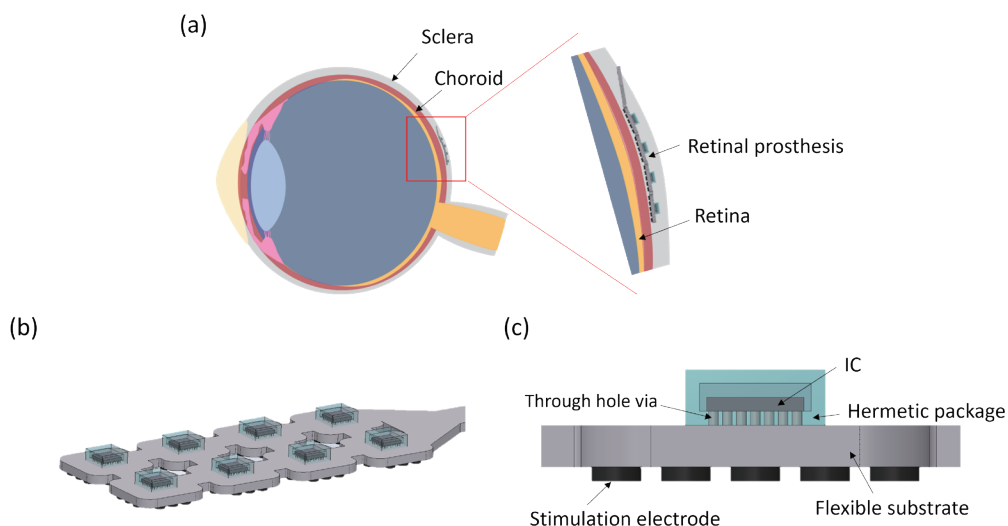 (a)
Sclera
Choroid
Retinal prosthesis
Retina
(b)
(c)
IC
Through hole via
Hermetic package
Stimulation electrode
Flexible substrate